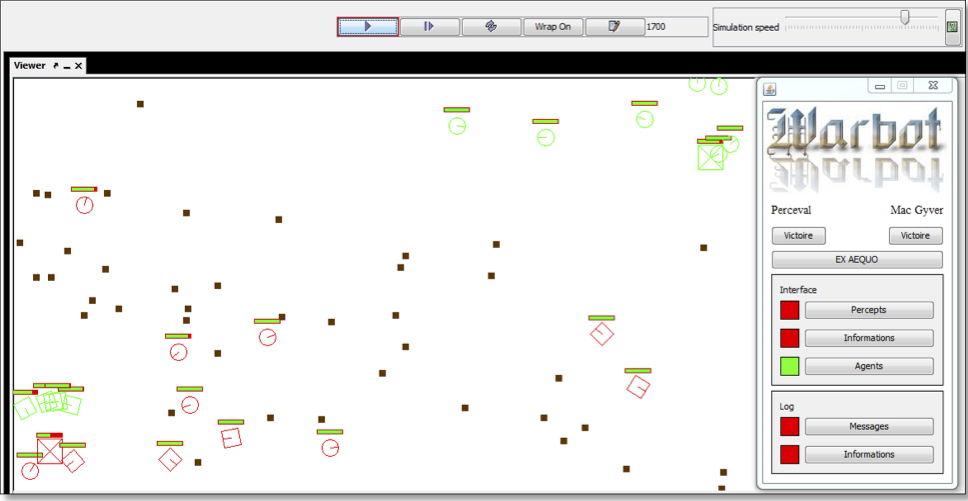 Wrap On
1700
Simulation speed
Viewer
Warbot
Perceval
Mac Gyver
Victoire
Victoire
EX AEQUO
Interface
Percepts
Informations
Agents
Log
Messages
Informations